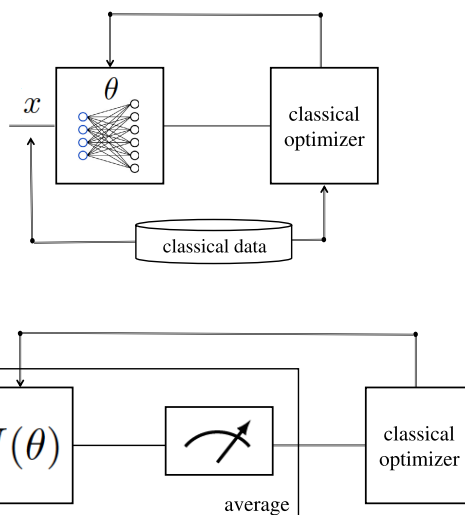 θ
x
classical
optimizer
classical data
(θ)
classical
optimizer
average